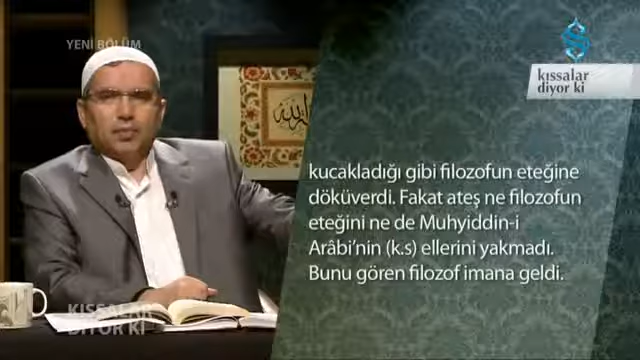 YENİ BÖLÜM
kıssalar
diyor ki
kucakladığı gibi filozofun eteğine
döküverdi. Fakat ateş ne filozofun
eteğini ne de Muhyiddin-i
Arâbi’nin (k.s) ellerini yakmadı.
Bunu gören filozof imana geldi.
KISSALAR
DİYOR Kİ